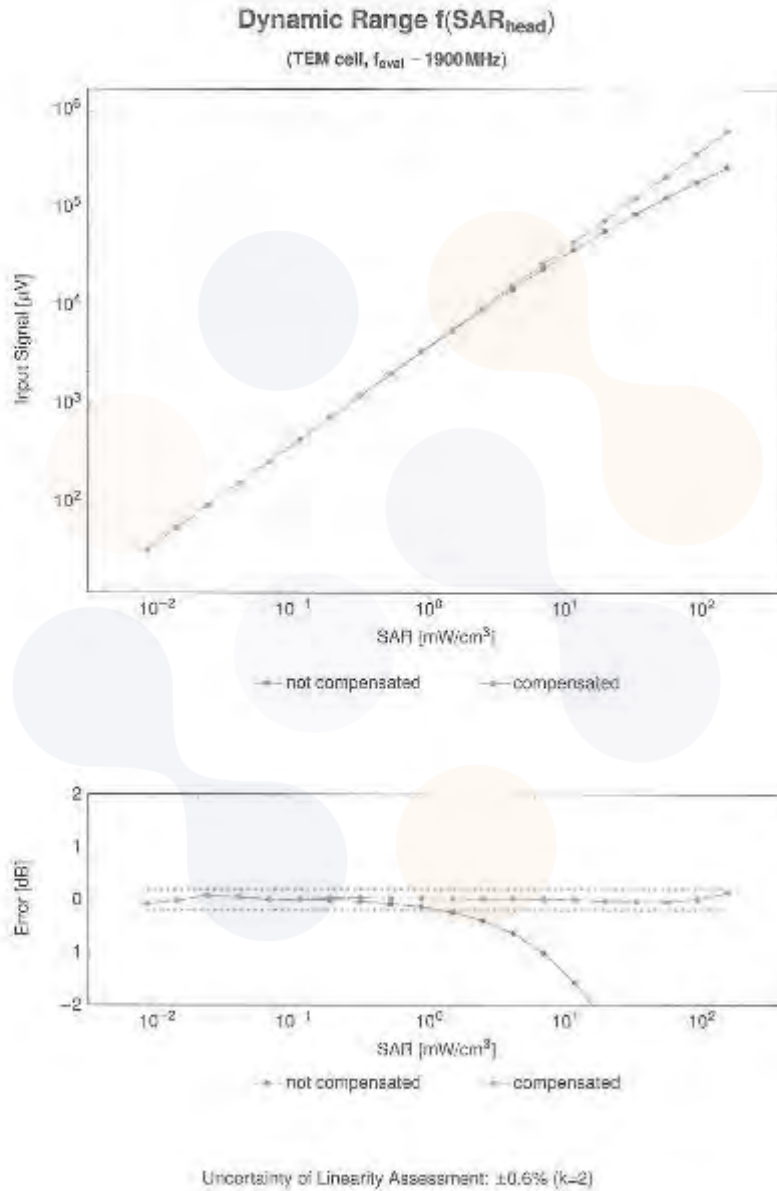 Dynamic Range f(SARhead)
(TEM cell, feval = 1900MHz)
10⁶
10⁵
10⁴
10³
10²
Input Signal [µV]
10⁻² 10⁻¹ 10⁰ 10¹ 10²
SAR [mW/cm³]
not compensated compensated
2
1
0
1
−2
Error [dB]
10⁻² 10⁻¹ 10⁰ 10¹ 10²
SAR [mW/cm³]
not compensated compensated
Uncertainty of Linearity Assessment: ±0.6% (k=2)